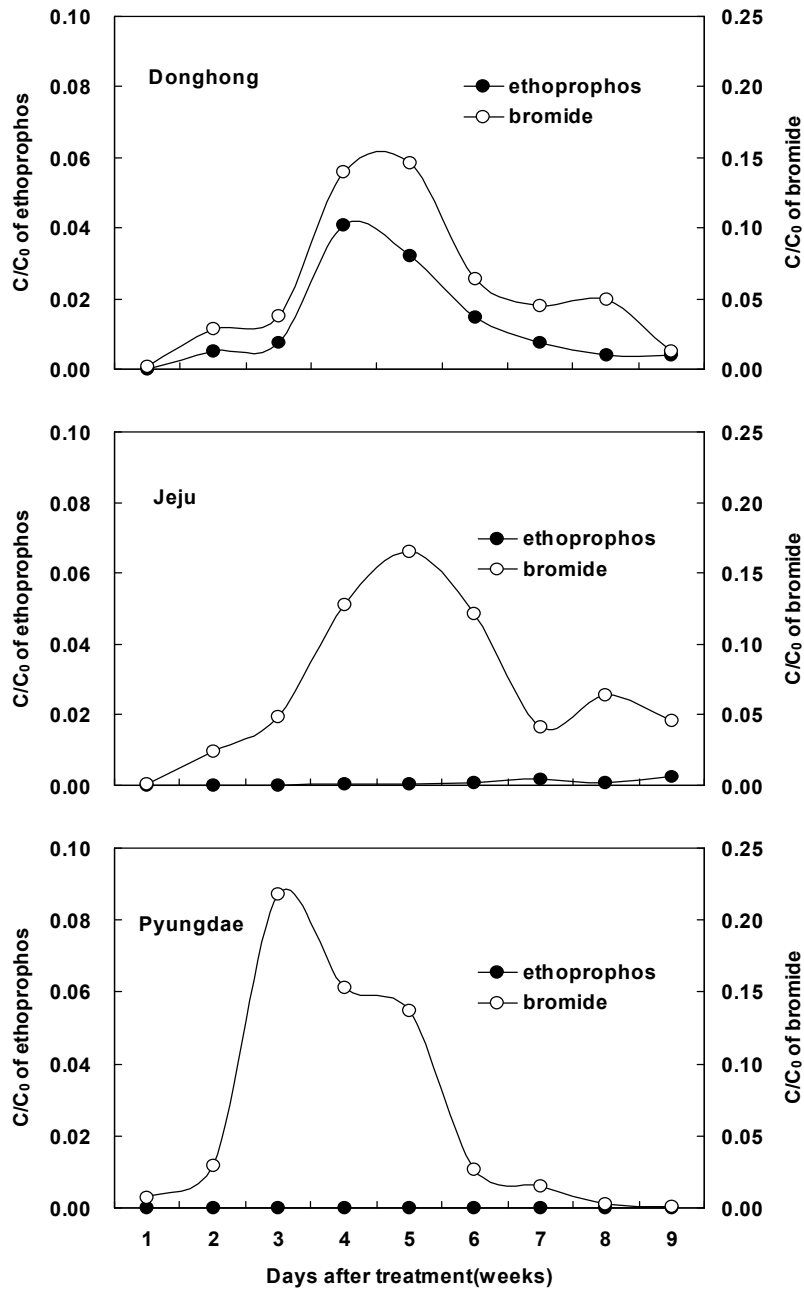 0.10
0.08
0.06
0.04
0.02
0.00
C/C₀ of ethoprophos
Donghong
ethoprophos
bromide
0.25
0.20
0.15
0.10
0.05
0.00
C/C₀ of bromide
0.10
0.08
0.06
0.04
0.02
0.00
C/C₀ of ethoprophos
Jeju
ethoprophos
bromide
0.25
0.20
0.15
0.10
0.05
0.00
C/C₀ of bromide
0.10
0.08
0.06
0.04
0.02
0.00
C/C₀ of ethoprophos
Pyungdae
ethoprophos
bromide
0.25
0.20
0.15
0.10
0.05
0.00
C/C₀ of bromide
1 2 3 4 5 6 7 8 9
Days after treatment(weeks)